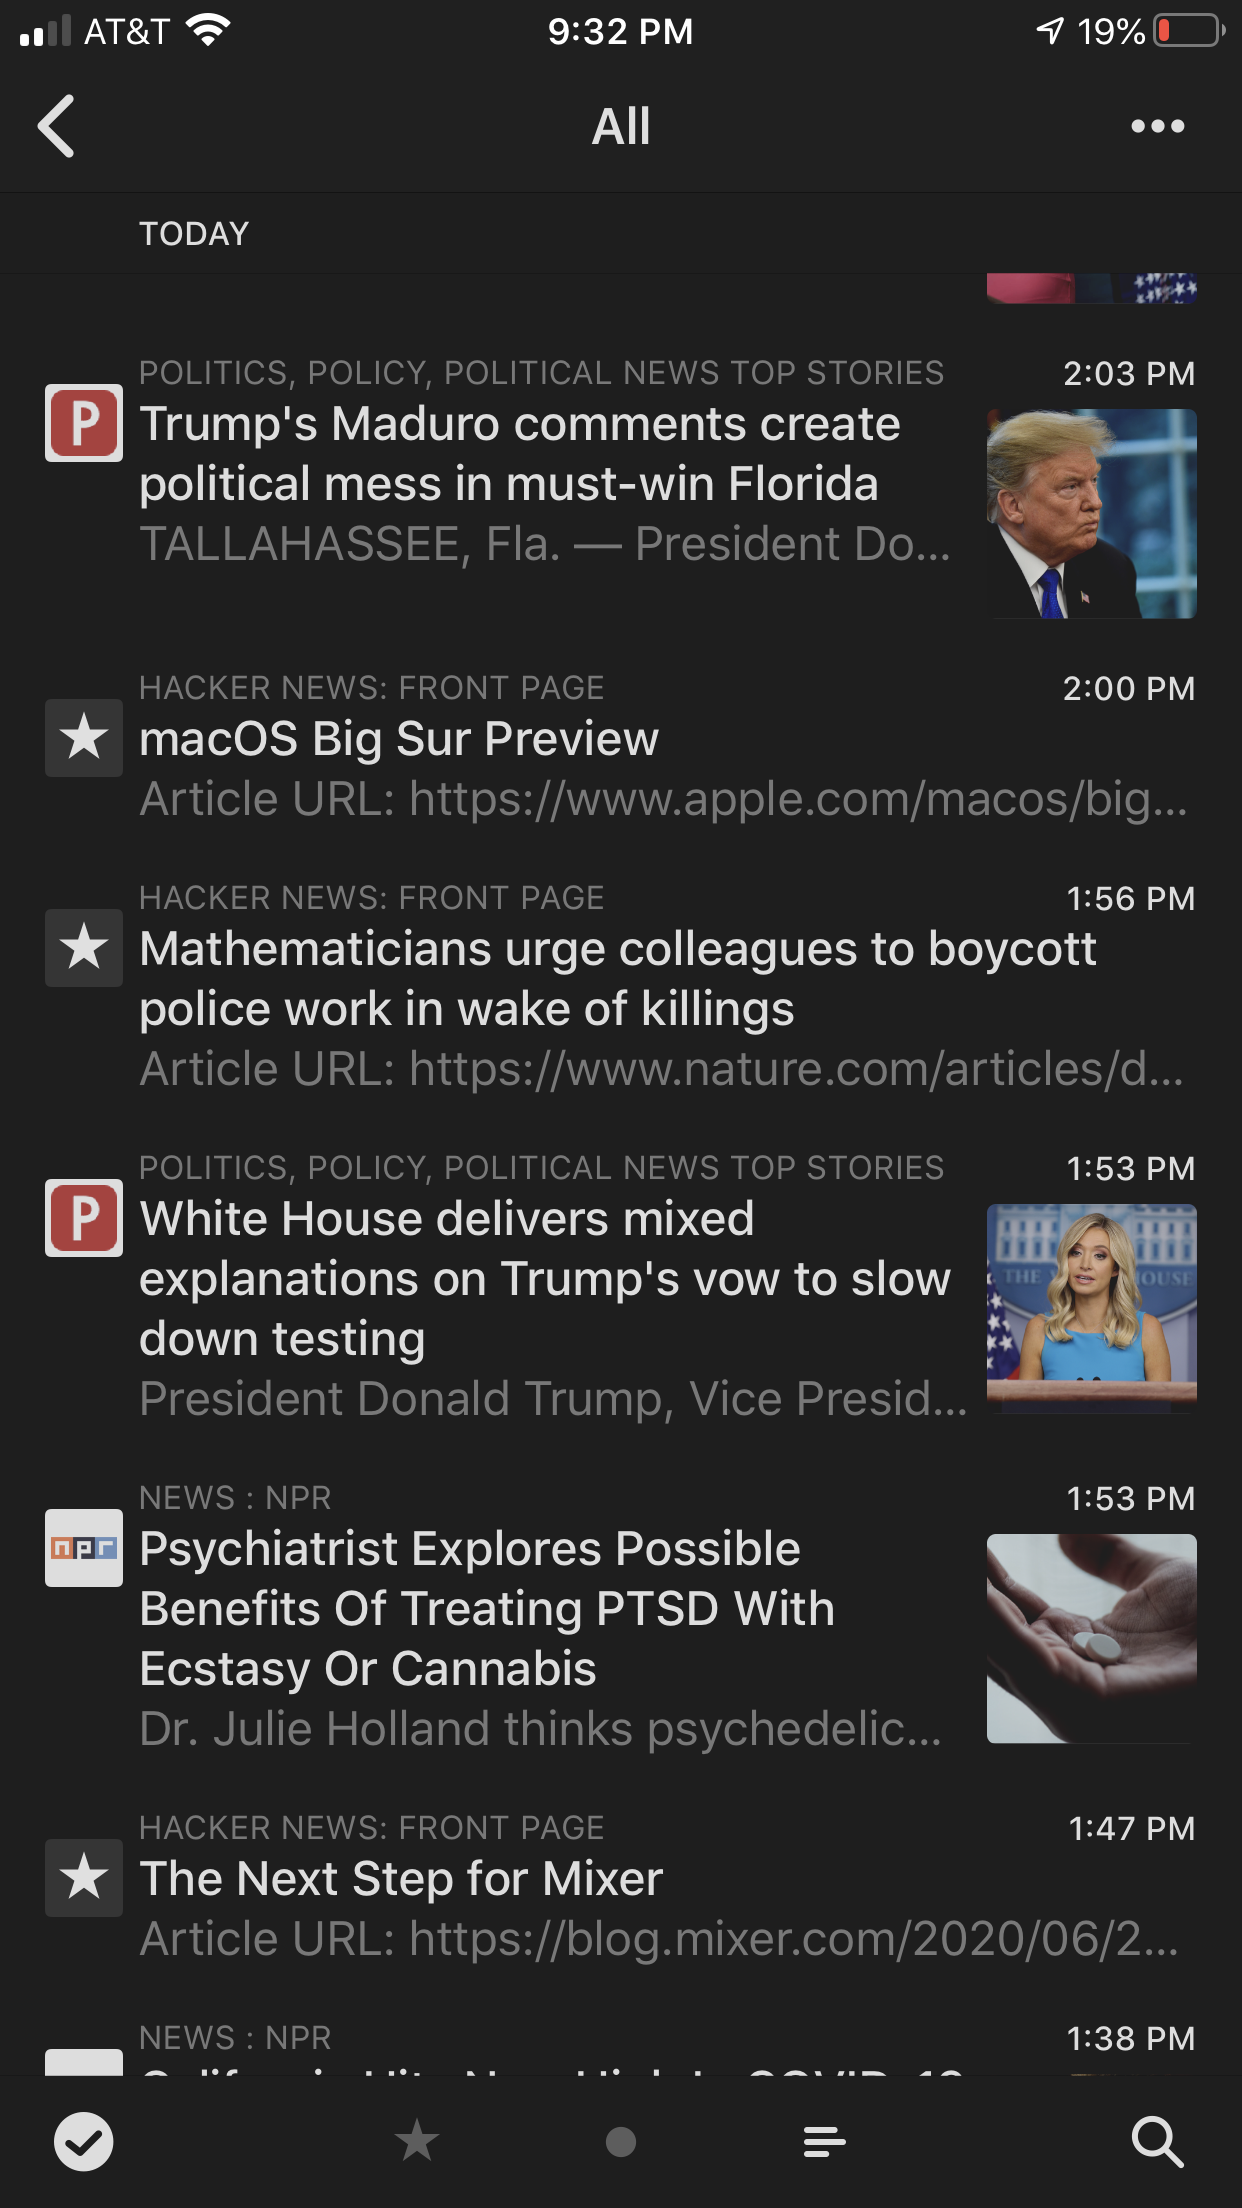 AT&T
9:32 PM
19%
All
TODAY
POLITICS, POLICY, POLITICAL NEWS TOP STORIES
2:03 PM
P
Trump's Maduro comments create
political mess in must-win Florida
TALLAHASSEE, Fla. — President Do...
HACKER NEWS: FRONT PAGE
2:00 PM
macOS Big Sur Preview
Article URL: https://www.apple.com/macos/big...
HACKER NEWS: FRONT PAGE
1:56 PM
Mathematicians urge colleagues to boycott
police work in wake of killings
Article URL: https://www.nature.com/articles/d...
POLITICS, POLICY, POLITICAL NEWS TOP STORIES
1:53 PM
P
White House delivers mixed
explanations on Trump's vow to slow
down testing
President Donald Trump, Vice Presid...
THE HOUSE
NEWS : NPR
1:53 PM
npr
Psychiatrist Explores Possible
Benefits Of Treating PTSD With
Ecstasy Or Cannabis
Dr. Julie Holland thinks psychedelic...
HACKER NEWS: FRONT PAGE
1:47 PM
The Next Step for Mixer
Article URL: https://blog.mixer.com/2020/06/2...
NEWS : NPR
1:38 PM